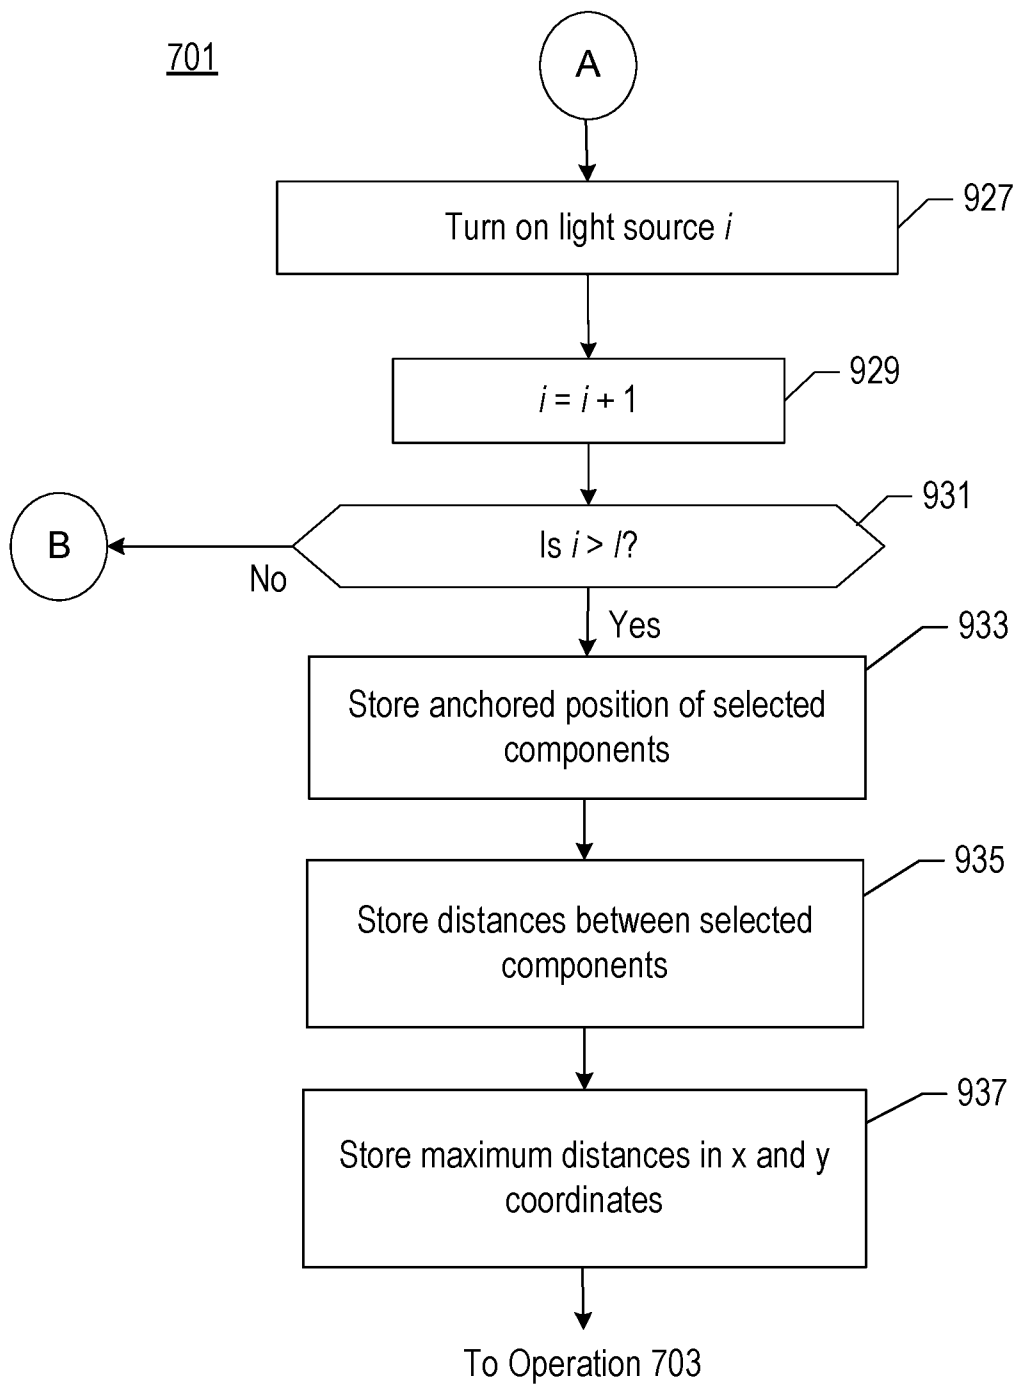 701
A
Turn on light source i
927
i = i + 1
929
Is i > I?
931
B
No
Yes
Store anchored position of selected
components
933
Store distances between selected
components
935
Store maximum distances in x and y
coordinates
937
To Operation 703